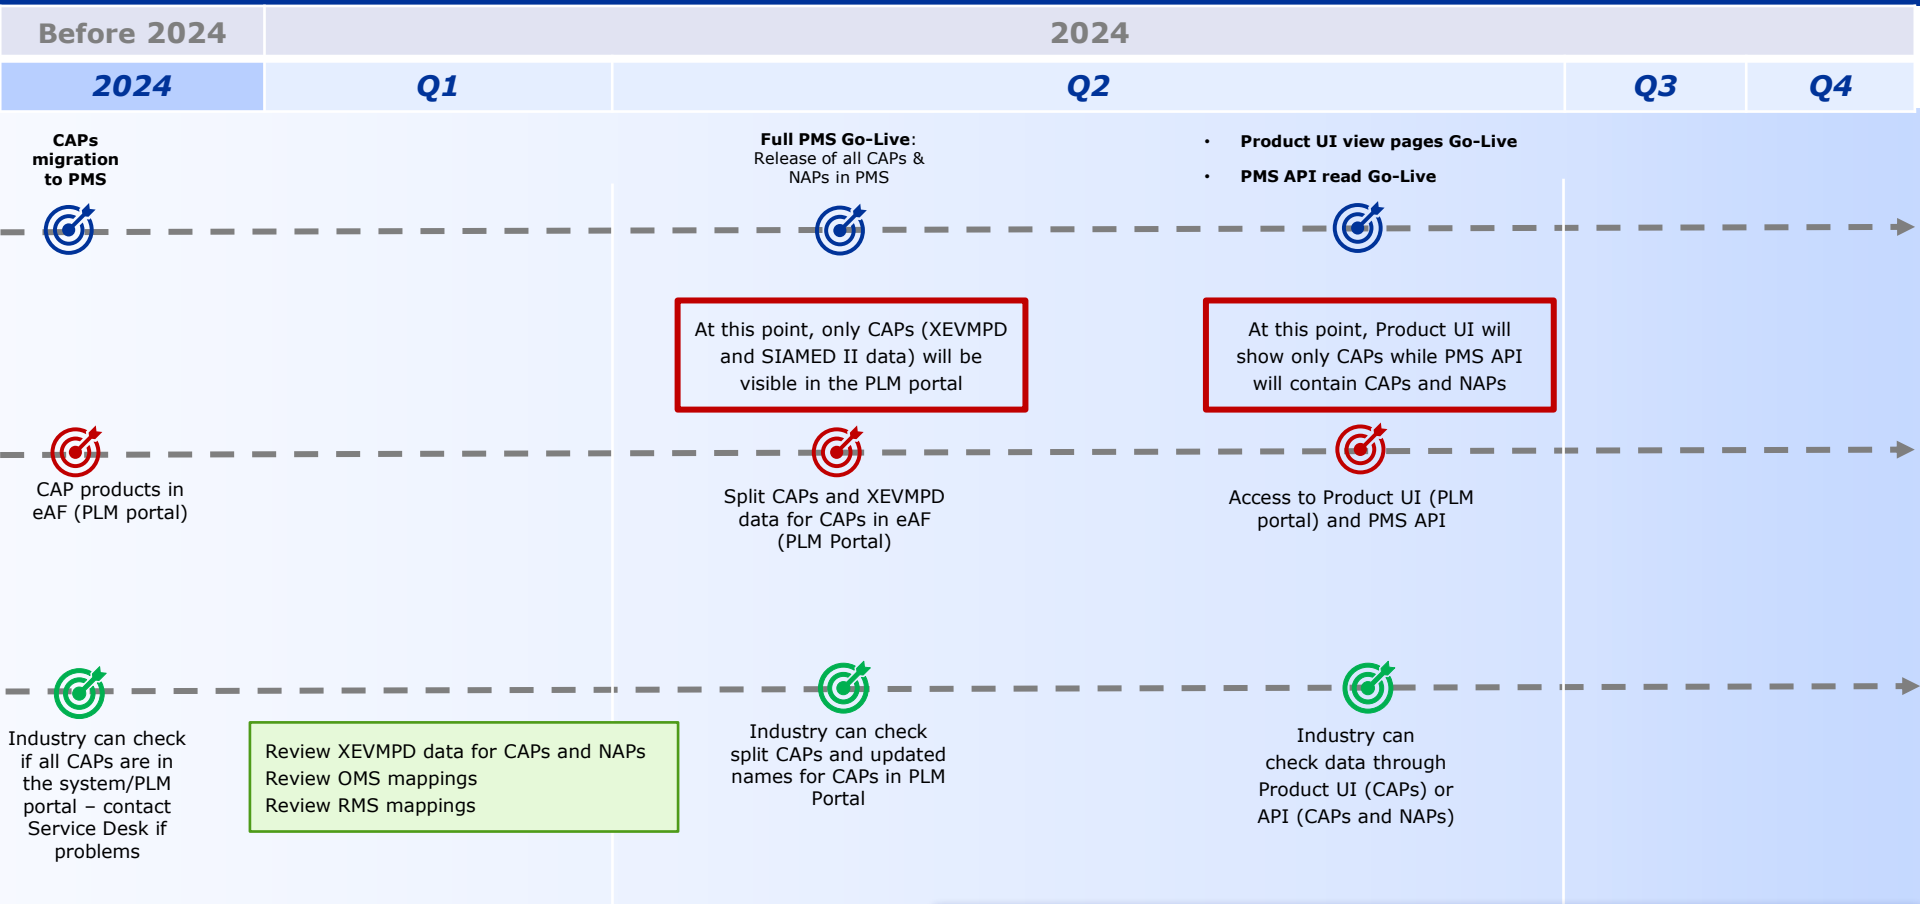 Before 2024
2024
2024
Q1
Q2
Q3
Q4
CAPs
migration
to PMS
Full PMS Go-Live:
Release of all CAPs &
NAPs in PMS
• Product UI view pages Go-Live
• PMS API read Go-Live
At this point, only CAPs (XEVMPD
and SIAMED II data) will be
visible in the PLM portal
At this point, Product UI will
show only CAPs while PMS API
will contain CAPs and NAPs
CAP products in
eAF (PLM portal)
Split CAPs and XEVMPD
data for CAPs in eAF
(PLM Portal)
Access to Product UI (PLM
portal) and PMS API
Industry can check
if all CAPs are in
the system/PLM
portal – contact
Service Desk if
problems
Review XEVMPD data for CAPs and NAPs
Review OMS mappings
Review RMS mappings
Industry can check
split CAPs and updated
names for CAPs in PLM
Portal
Industry can
check data through
Product UI (CAPs) or
API (CAPs and NAPs)